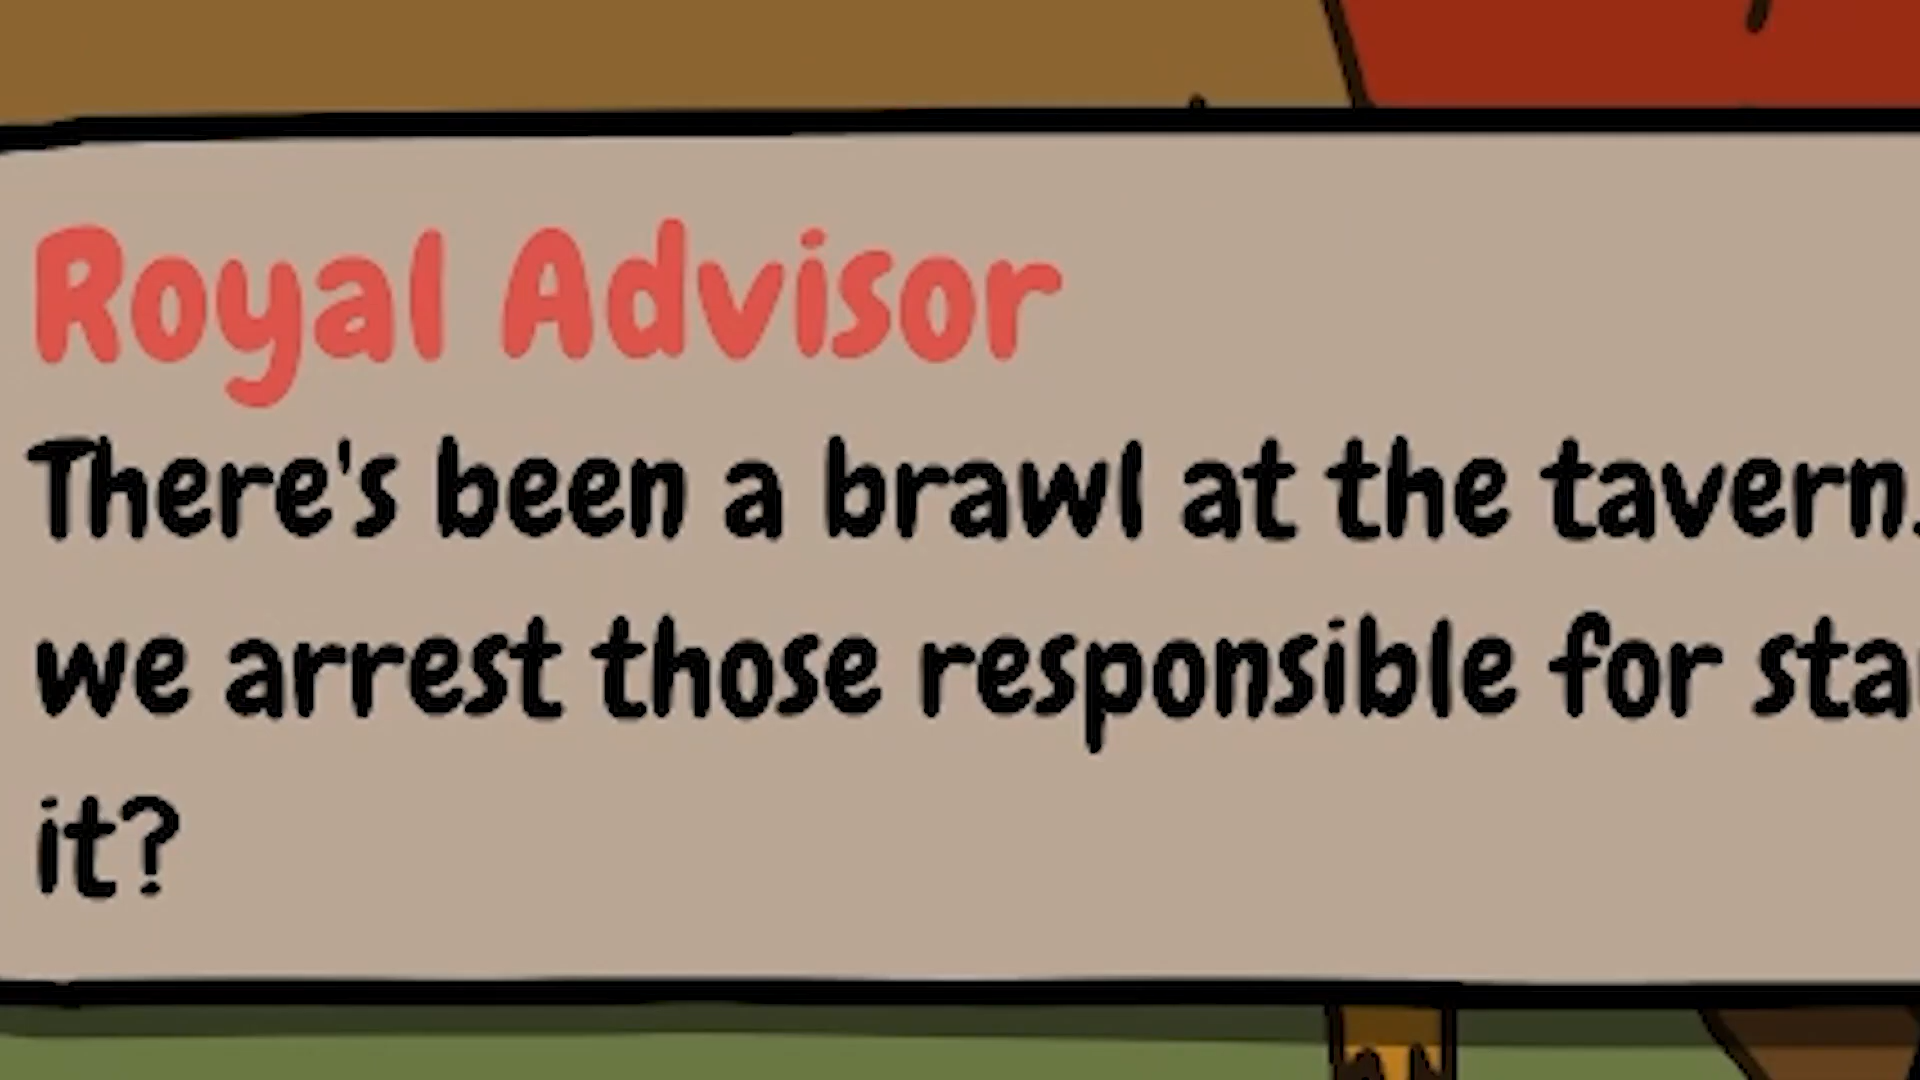 Royal Advisor
There's been a brawl at the tavern.
we arrest those responsible for
it?